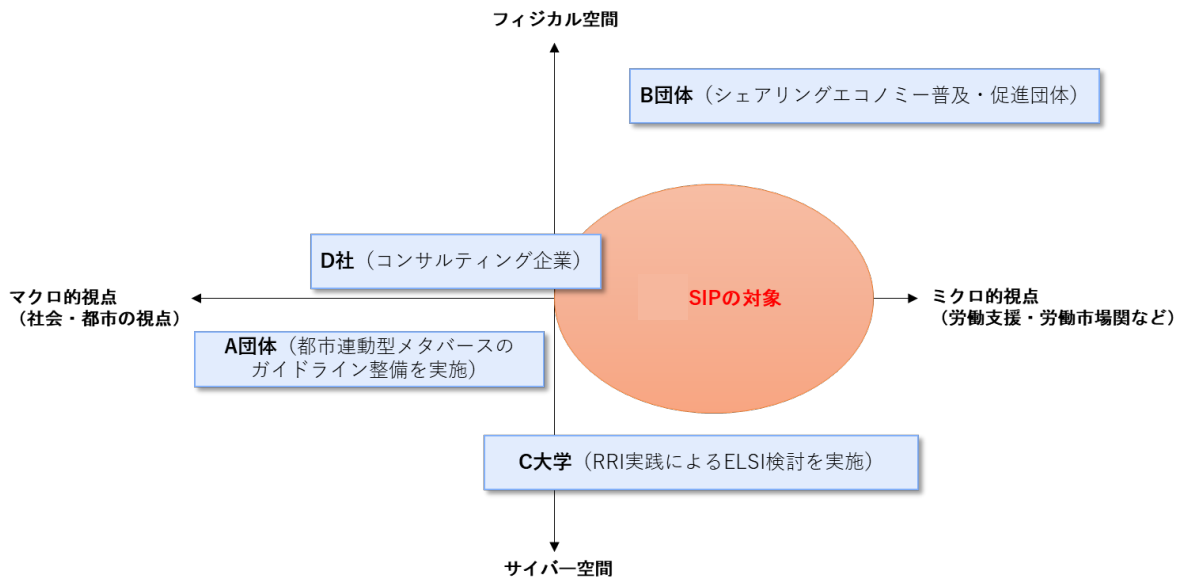 フィジカル空間
B団体（シェアリングエコノミー普及・促進団体）
D社（コンサルティング企業）
マクロ的視点
（社会・都市の視点）
SIPの対象
ミクロ的視点
（労働支援・労働市場関など）
A団体（都市連動型メタバースの
ガイドライン整備を実施）
C大学（RRI実践によるELSI検討を実施）
サイバー空間